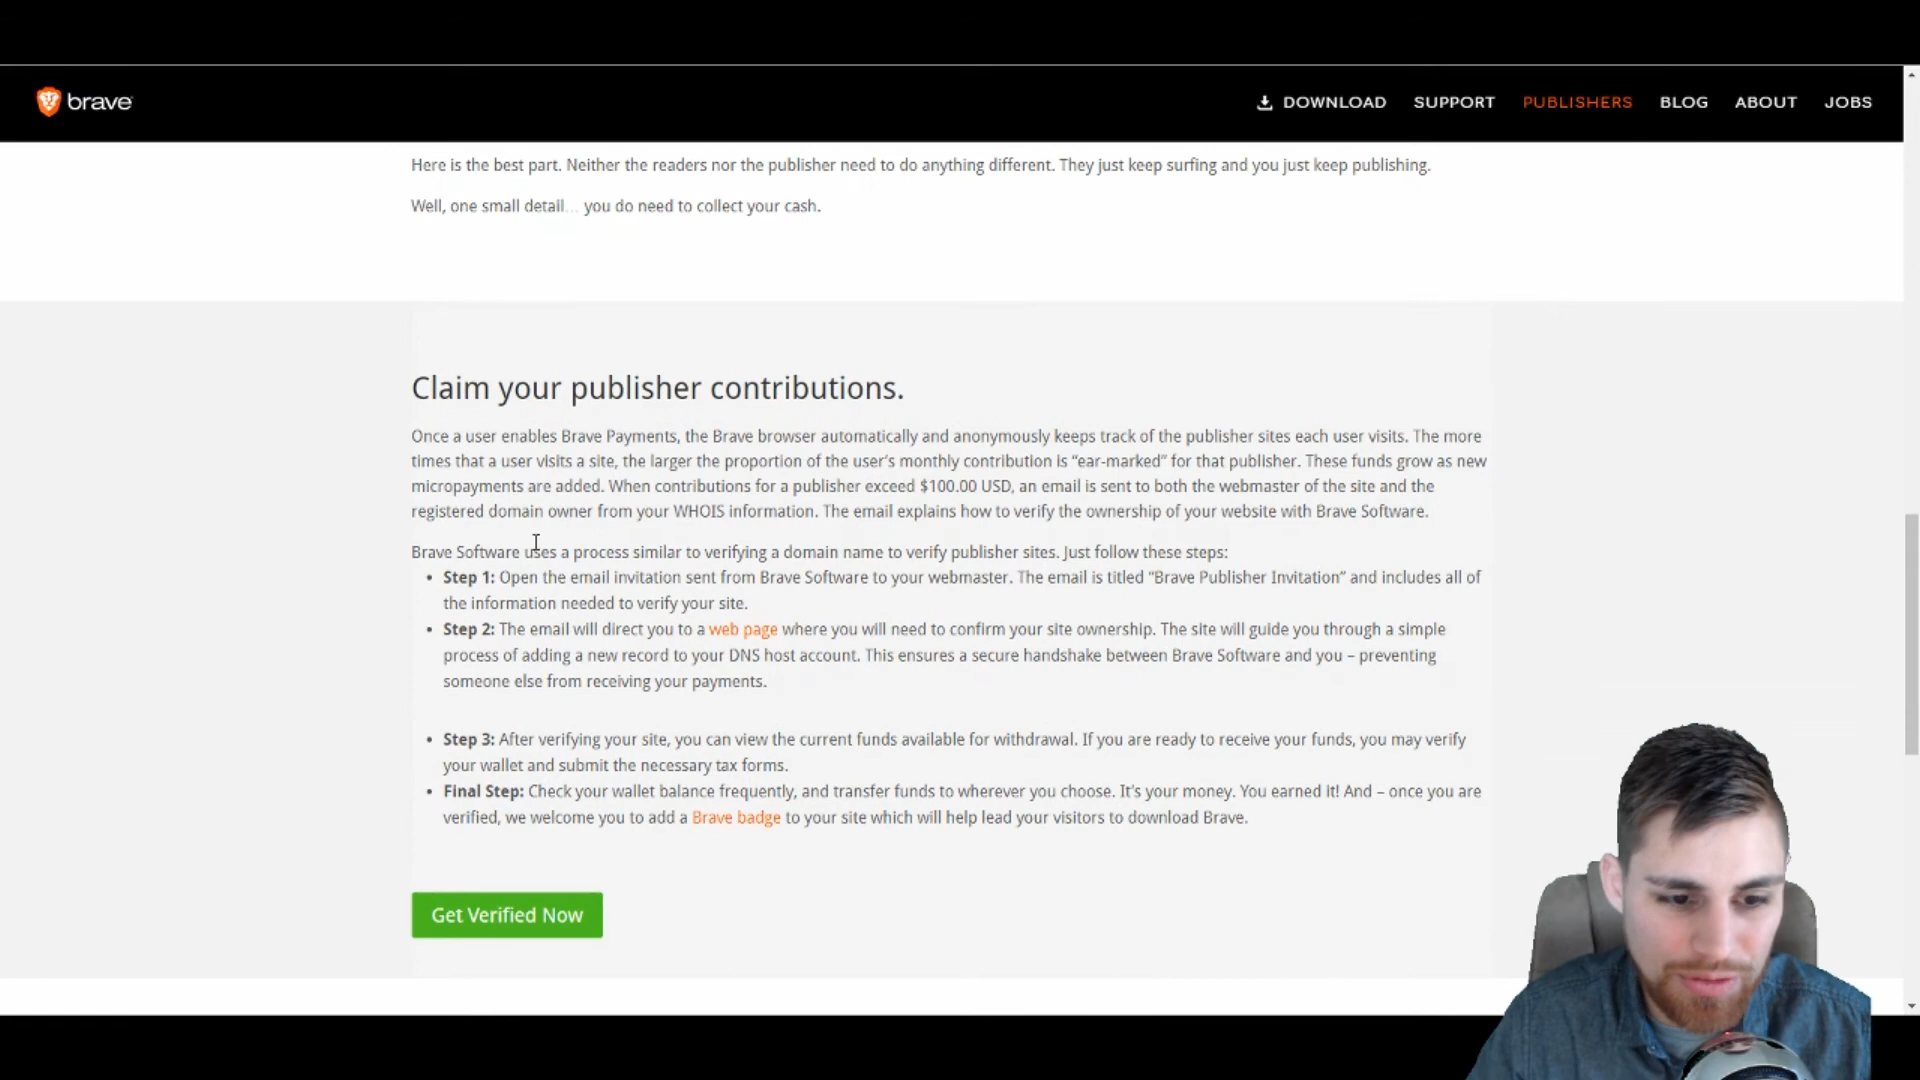 brave
DOWNLOAD SUPPORT PUBLISHERS BLOG ABOUT JOBS
Here is the best part. Neither the readers nor the publisher need to do anything different. They just keep surfing and you just keep publishing.
Well, one small detail... you do need to collect your cash.
Claim your publisher contributions.
Once a user enables Brave Payments, the Brave browser automatically and anonymously keeps track of the publisher sites each user visits. The more
times that a user visits a site, the larger the proportion of the user's monthly contribution is “ear-marked” for that publisher. These funds grow as new
micropayments are added. When contributions for a publisher exceed $100.00 USD, an email is sent to both the webmaster of the site and the
registered domain owner from your WHOIS information. The email explains how to verify the ownership of your website with Brave Software.
Brave Software uses a process similar to verifying a domain name to verify publisher sites. Just follow these steps:
• Step 1: Open the email invitation sent from Brave Software to your webmaster. The email is titled “Brave Publisher Invitation” and includes all of
the information needed to verify your site.
• Step 2: The email will direct you to a web page where you will need to confirm your site ownership. The site will guide you through a simple
process of adding a new record to your DNS host account. This ensures a secure handshake between Brave Software and you – preventing
someone else from receiving your payments.
• Step 3: After verifying your site, you can view the current funds available for withdrawal. If you are ready to receive your funds, you may verify
your wallet and submit the necessary tax forms.
• Final Step: Check your wallet balance frequently, and transfer funds to wherever you choose. It's your money. You earned it! And – once you are
verified, we welcome you to add a Brave badge to your site which will help lead your visitors to download Brave.
Get Verified Now